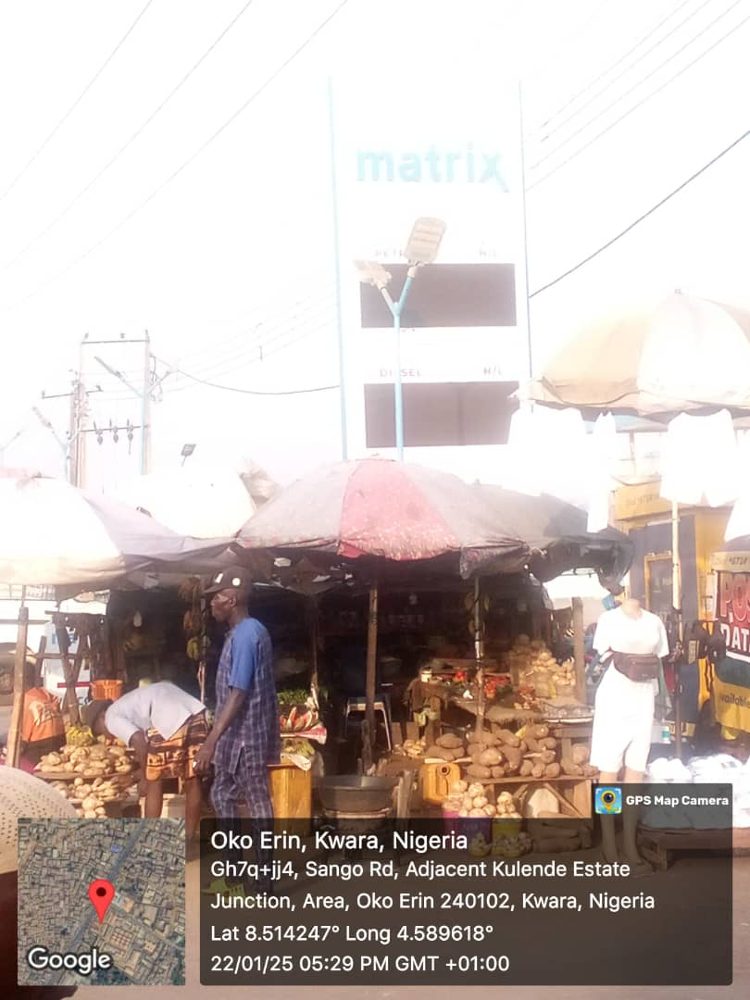 matrix
DIESEL
POS
DATA
GPS Map Camera
Oko Erin, Kwara, Nigeria
Gh7q+jj4, Sango Rd, Adjacent Kulende Estate
Junction, Area, Oko Erin 240102, Kwara, Nigeria
Lat 8.514247° Long 4.589618°
22/01/25 05:29 PM GMT +01:00
Google